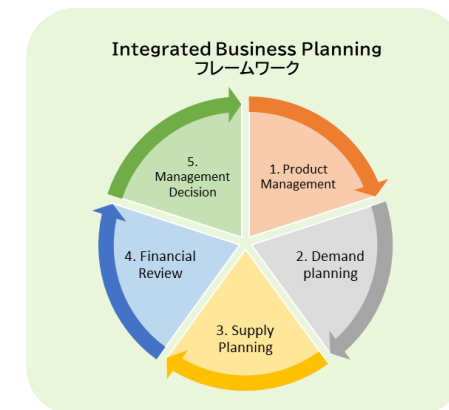 Integrated Business Planning
フレームワーク
1. Product
Management
2. Demand
planning
3. Supply
Planning
4. Financial
Review
5.
Management
Decision